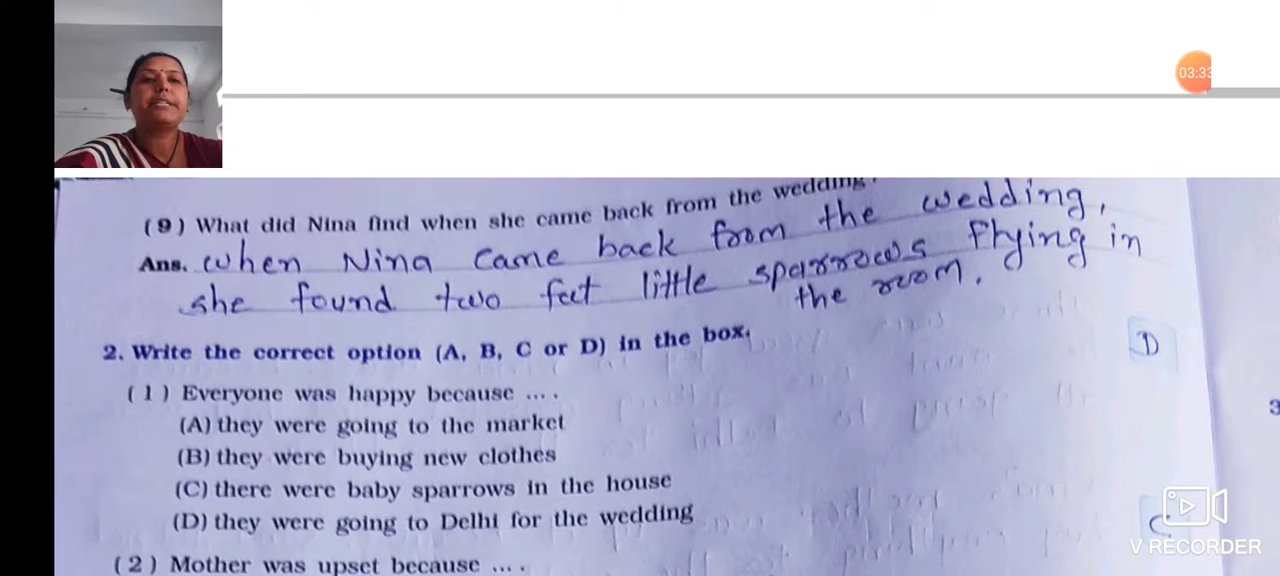 03:33
(9) What did Nina find when she came back from the wedding
Ans. when Nina came back from the wedding,
she found two feet little sparrows flying in
the room.
2. Write the correct option (A, B, C or D) in the box.
D
(1) Everyone was happy because ....
(A) they were going to the market
(B) they were buying new clothes
(C) there were baby sparrows in the house
(D) they were going to Delhi for the wedding
C
(2) Mother was upset because ....
3
V RECORDER